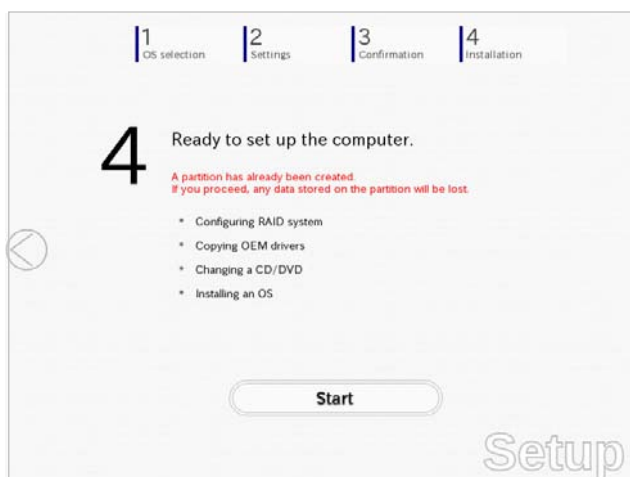 1
OS selection
2
Settings
3
Confirmation
4
Installation
4
Ready to set up the computer.
A partition has already been created.
If you proceed, any data stored on the partition will be lost.
* Configuring RAID system
* Copying OEM drivers
* Changing a CD/DVD
* Installing an OS
Start
Setup